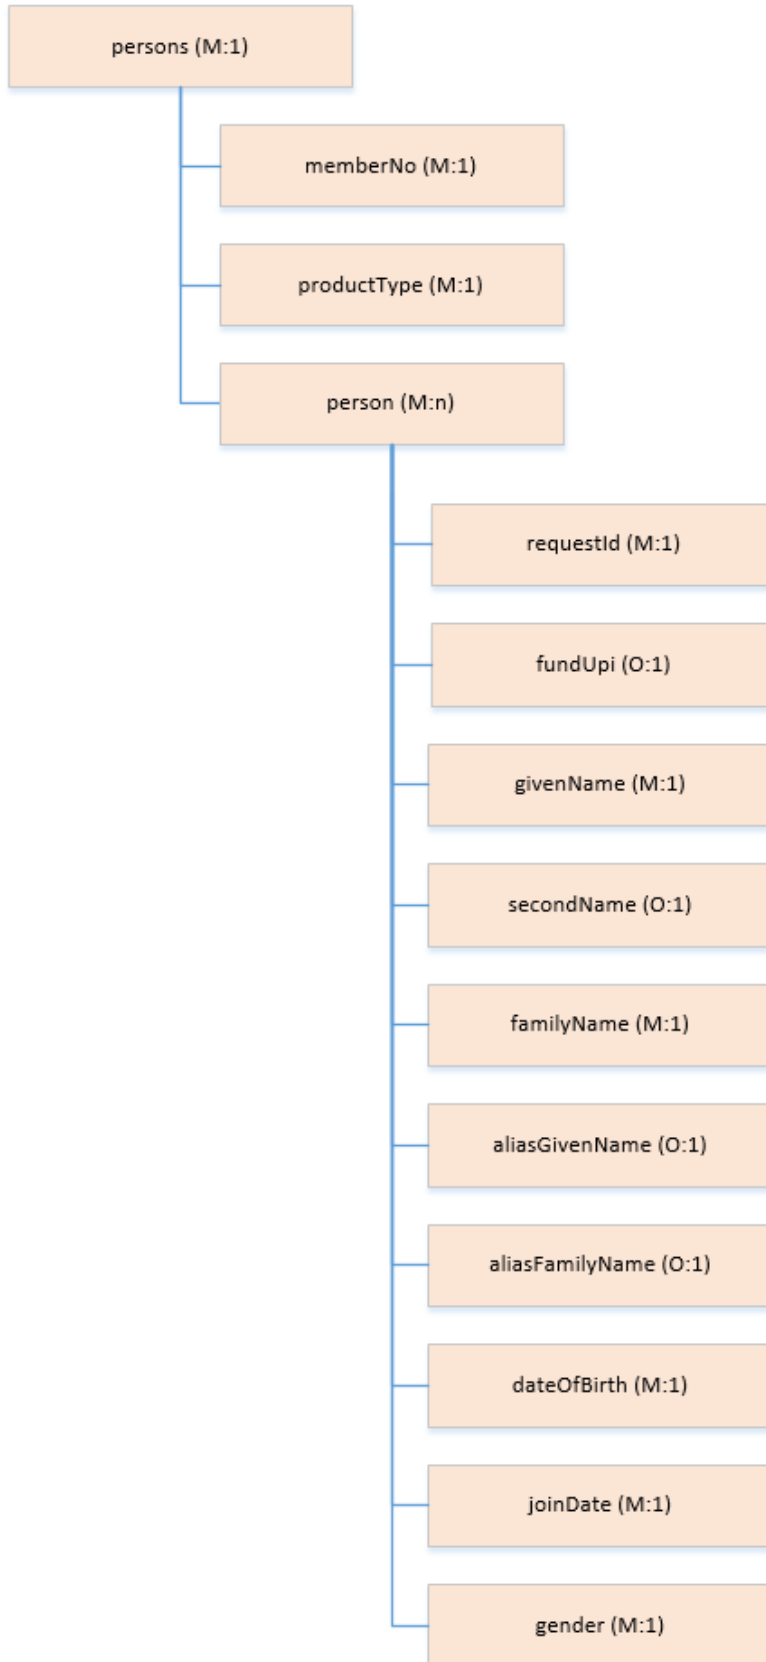 persons (M:1)
memberNo (M:1)
productType (M:1)
person (M:n)
requestId (M:1)
fundUpi (O:1)
givenName (M:1)
secondName (O:1)
familyName (M:1)
aliasGivenName (O:1)
aliasFamilyName (O:1)
dateOfBirth (M:1)
joinDate (M:1)
gender (M:1)